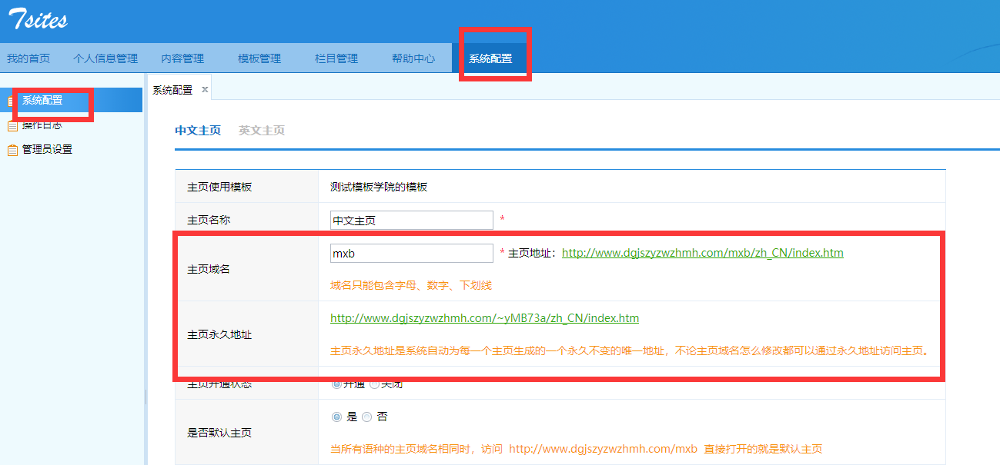 Tsites
我的首页 个人信息管理 内容管理 模板管理 栏目管理 帮助中心 系统配置
系统配置
操作日志
管理员设置
系统配置 x
中文主页 英文主页
主页使用模板 测试模板学院的模板
主页名称 中文主页 *
主页域名 mxb * 主页地址：http://www.dgjszyzwzhmh.com/mxb/zh_CN/index.htm
域名只能包含字母、数字、下划线
主页永久地址 http://www.dgjszyzwzhmh.com/~yMB73a/zh_CN/index.htm
主页永久地址是系统自动为每一个主页生成的一个永久不变的唯一地址，不论主页域名怎么修改都可以通过永久地址访问主页。
主页开通状态 开通 关闭
是否默认主页 是 否
当所有语种的主页域名相同时，访问 http://www.dgjszyzwzhmh.com/mxb 直接打开的就是默认主页